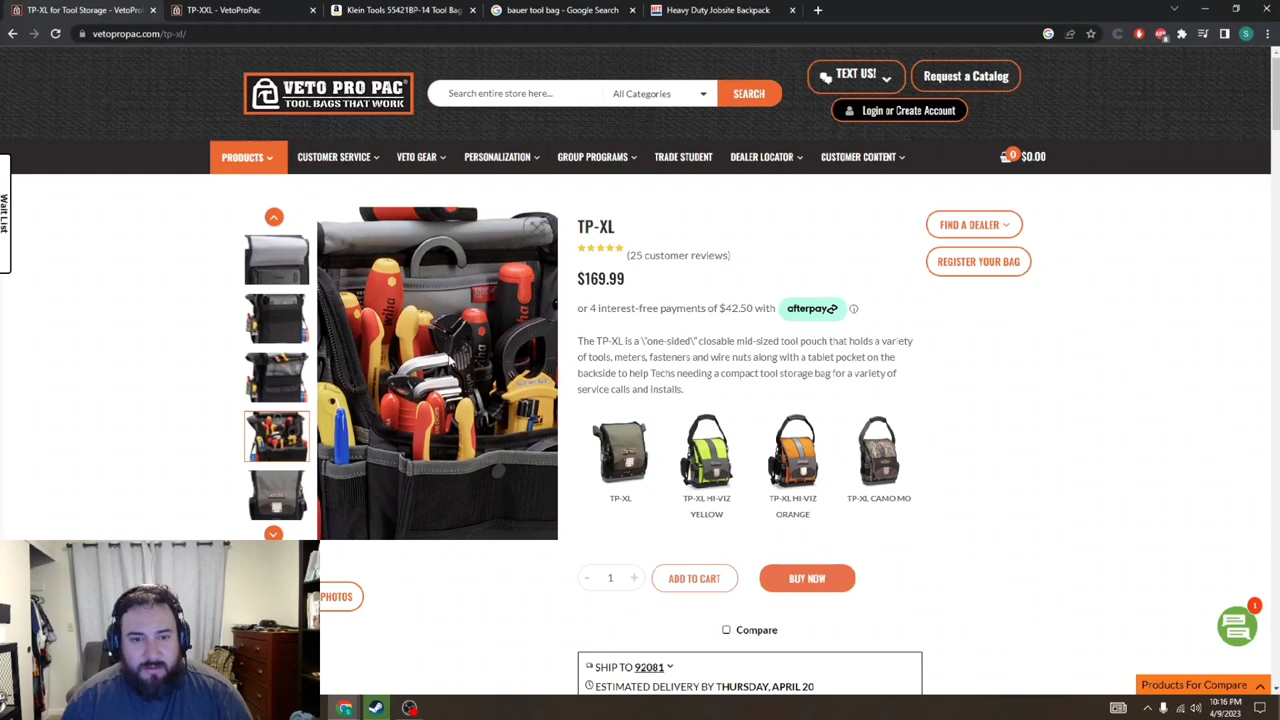 TP-XL for Tool Storage - VetoPro
TP-XXL - VetoPro Pac
Klein Tools 55421BP-14 Tool Bag
bauer tool bag - Google Search
Heavy Duty Jobsite Backpack
vetopropac.com/tp-xl/
VETO PRO PAC
TOOL BAGS THAT WORK
Search entire store here...
All Categories
SEARCH
TEXT US!
Request a Catalog
Login or Create Account
PRODUCTS
CUSTOMER SERVICE
VETO GEAR
PERSONALIZATION
GROUP PROGRAMS
TRADE STUDENT
DEALER LOCATOR
CUSTOMER CONTENT
0
$0.00
Wait List
TP-XL
(25 customer reviews)
$169.99
or 4 interest-free payments of $42.50 with afterpay
The TP-XL is a \"one-sided\" closable mid-sized tool pouch that holds a variety
of tools, meters, fasteners and wire nuts along with a tablet pocket on the
backside to help Techs needing a compact tool storage bag for a variety of
service calls and installs.
TP-XL
TP-XL HI-VIZ
YELLOW
TP-XL HI-VIZ
ORANGE
TP-XL CAMO MO
FIND A DEALER
REGISTER YOUR BAG
- 1 +
ADD TO CART
BUY NOW
PHOTOS
Compare
SHIP TO 92081
ESTIMATED DELIVERY BY THURSDAY, APRIL 20
1
Products For Compare
10:16 PM
4/9/2023